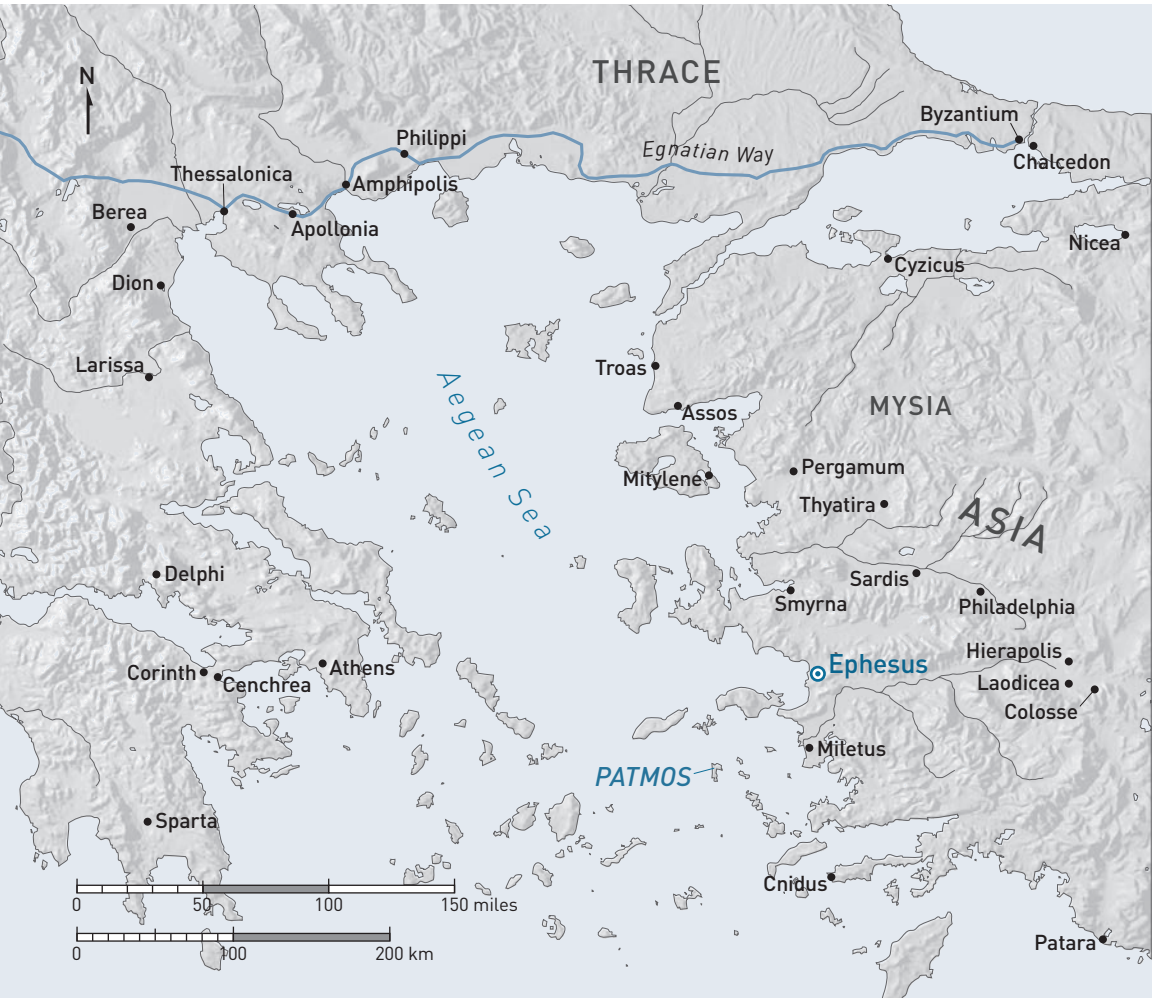 N
THRACE
Byzantium
Philippi
Egnatian Way
Chalcedon
Thessalonica
Amphipolis
Berea
Apollonia
Nicea
Cyzicus
Dion
Larissa
Troas
Aegean Sea
Assos
MYSIA
Pergamum
Mitylene
Thyatira
ASIA
Delphi
Sardis
Smyrna
Philadelphia
Hierapolis
Ephesus
Athens
Corinth
Cenchrea
Laodicea
Colosse
Miletus
PATMOS
Sparta
Cnidus
0 50 100 150 miles
Patara
0 100 200 km